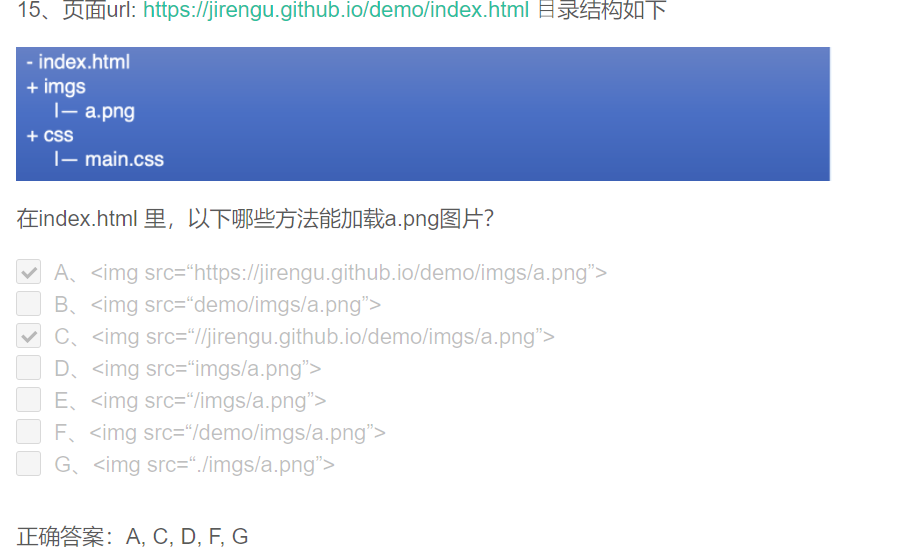 15、页面url: https://jirengu.github.io/demo/index.html 目录结构如下
- index.html
+ imgs
|— a.png
+ css
|— main.css
在index.html 里，以下哪些方法能加载a.png图片？
A、<img src=“https://jirengu.github.io/demo/imgs/a.png”>
B、<img src=“demo/imgs/a.png”>
C、<img src=“//jirengu.github.io/demo/imgs/a.png”>
D、<img src=“imgs/a.png”>
E、<img src=“/imgs/a.png”>
F、<img src=“/demo/imgs/a.png”>
G、<img src=“./imgs/a.png”>
正确答案：A, C, D, F, G